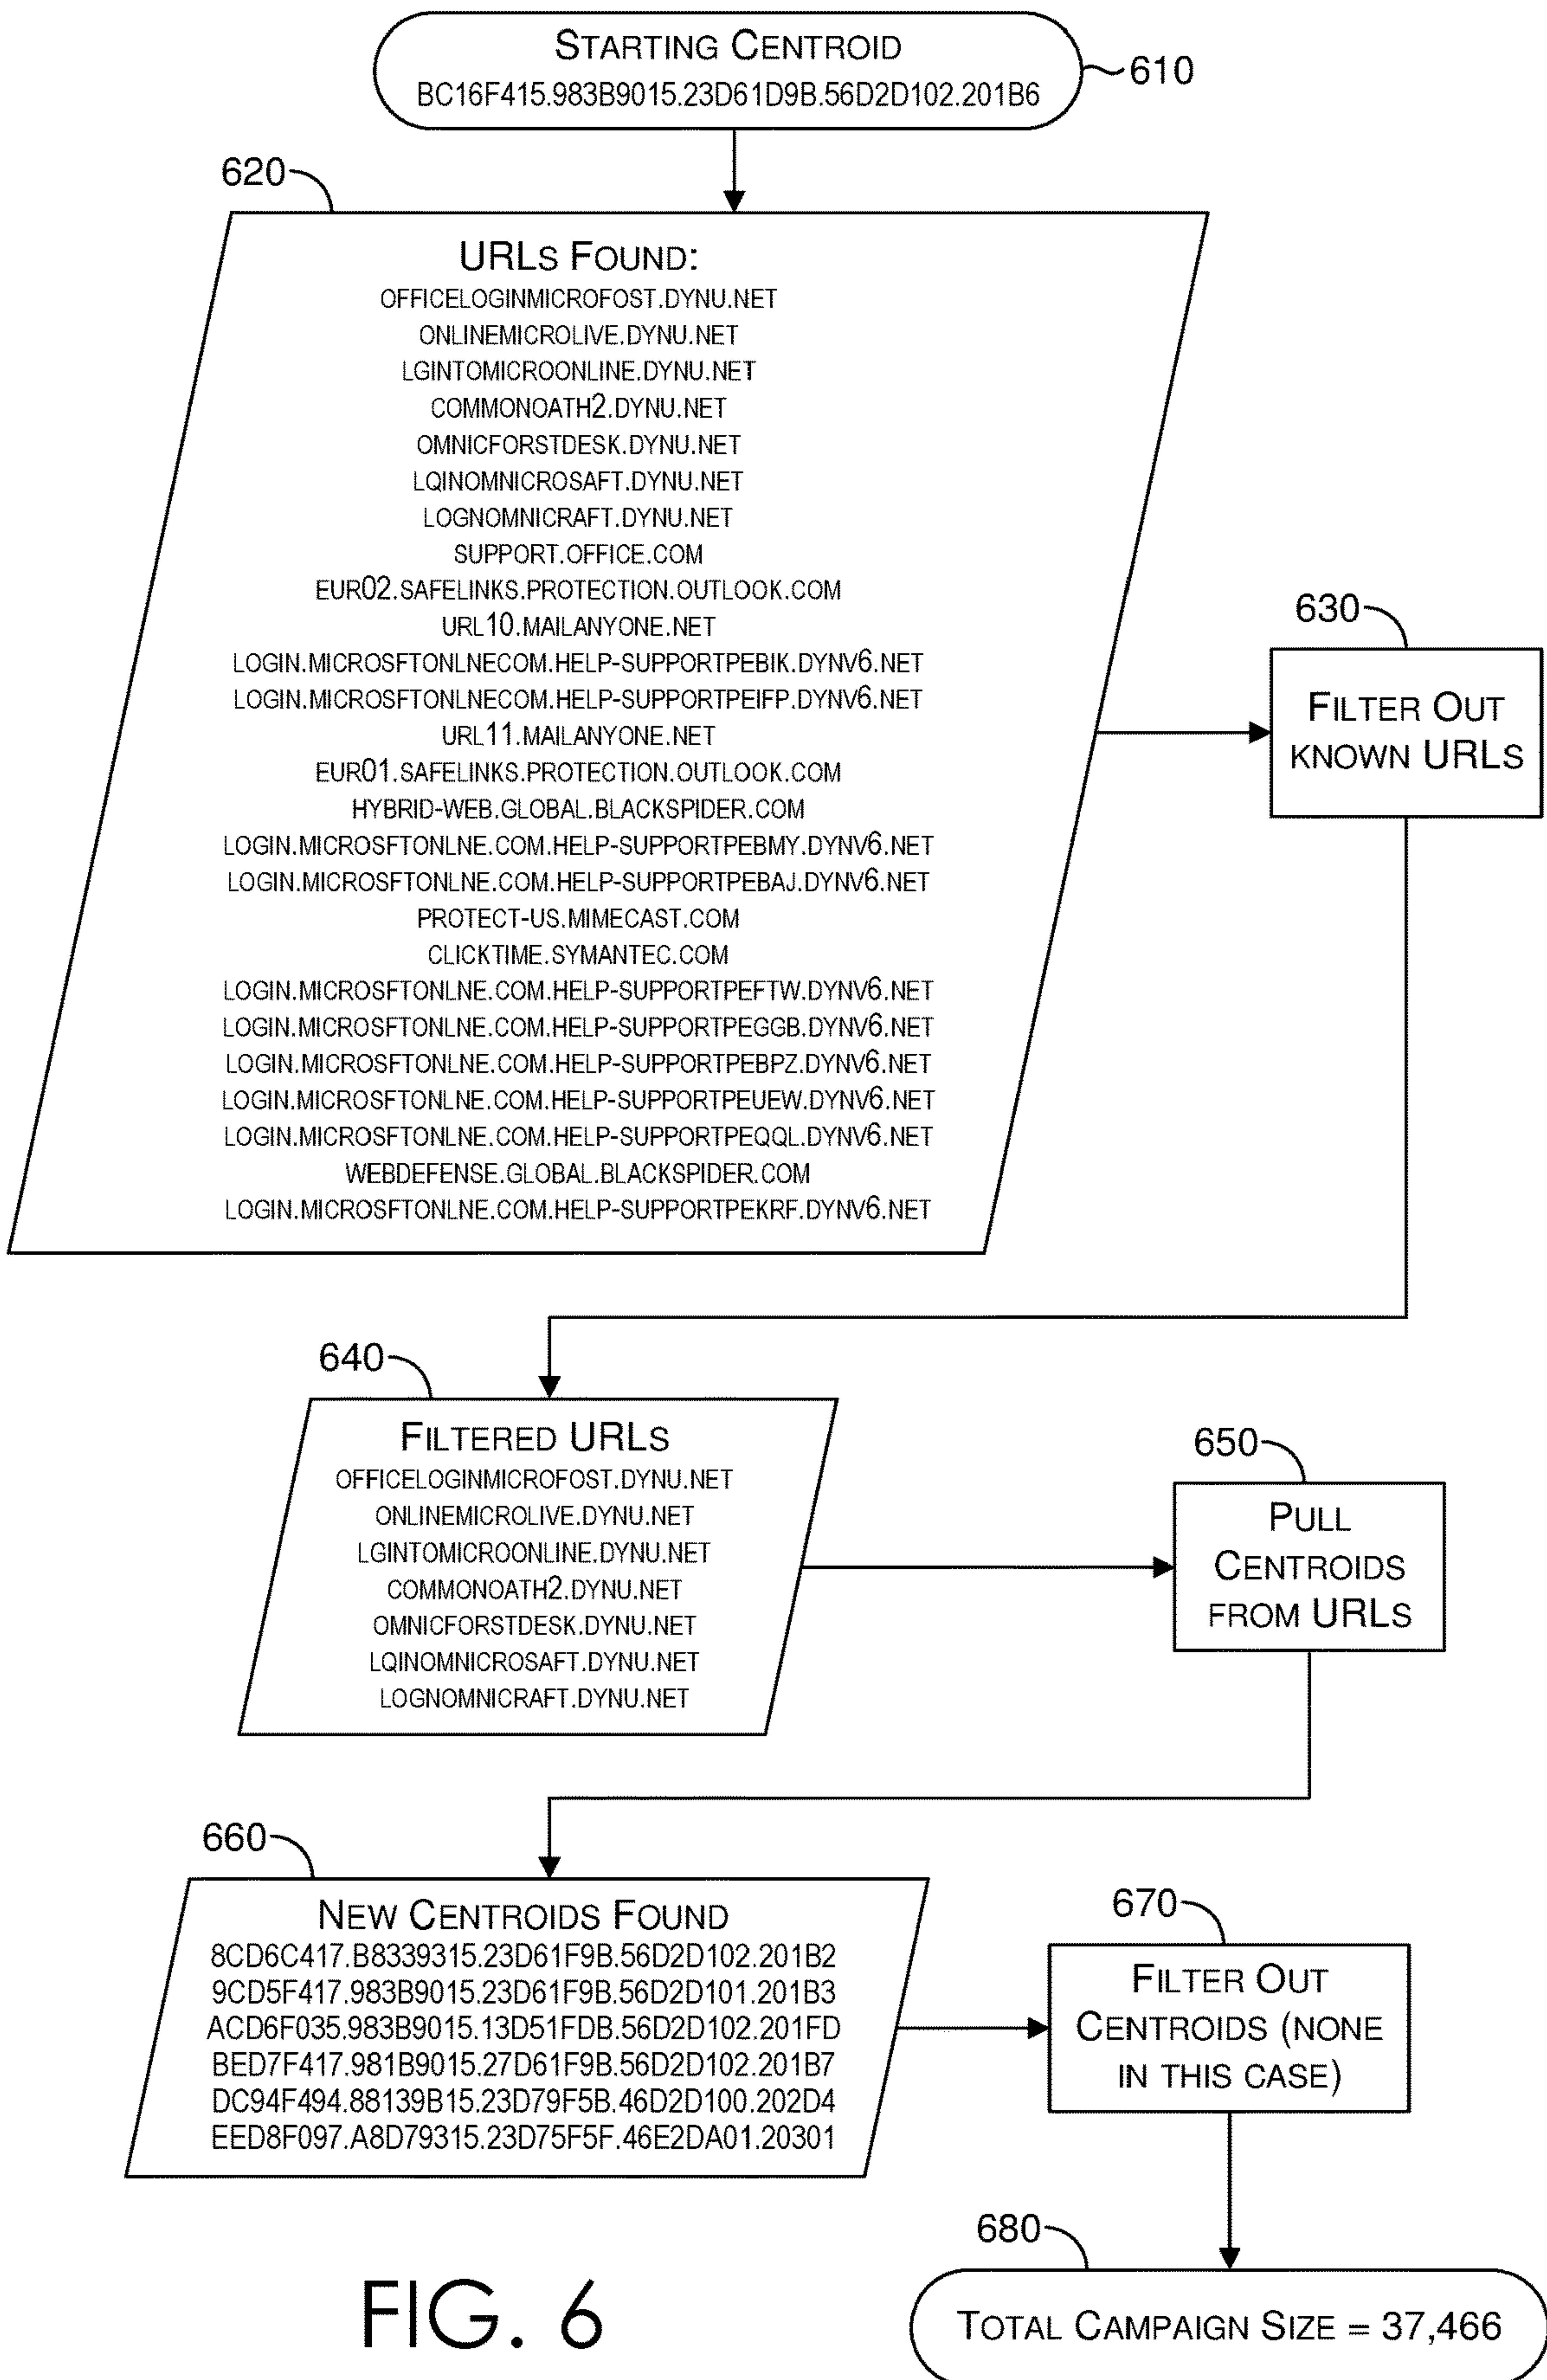 STARTING CENTROID
BC16F415.983B9015.23D61D9B.56D2D102.201B6
610
620
URLS FOUND:
OFFICELOGINMICROFOST.DYNU.NET
ONLINEMICROLIVE.DYNU.NET
LGINTOMICROONLINE.DYNU.NET
COMMONOATH2.DYNU.NET
OMNICFORSTDESK.DYNU.NET
LQINOMNICROSAFT.DYNU.NET
LOGNOMNICRAFT.DYNU.NET
SUPPORT.OFFICE.COM
EUR02.SAFELINKS.PROTECTION.OUTLOOK.COM
URL10.MAILANYONE.NET
LOGIN.MICROSFTONLNECOM.HELP-SUPPORTPEBIK.DYNV6.NET
LOGIN.MICROSFTONLNECOM.HELP-SUPPORTPEIFP.DYNV6.NET
URL11.MAILANYONE.NET
EUR01.SAFELINKS.PROTECTION.OUTLOOK.COM
HYBRID-WEB.GLOBAL.BLACKSPIDER.COM
LOGIN.MICROSFTONLNE.COM.HELP-SUPPORTPEBMY.DYNV6.NET
LOGIN.MICROSFTONLNE.COM.HELP-SUPPORTPEBAJ.DYNV6.NET
PROTECT-US.MIMECAST.COM
CLICKTIME.SYMANTEC.COM
LOGIN.MICROSFTONLNE.COM.HELP-SUPPORTPEFTW.DYNV6.NET
LOGIN.MICROSFTONLNE.COM.HELP-SUPPORTPEGGB.DYNV6.NET
LOGIN.MICROSFTONLNE.COM.HELP-SUPPORTPEBPZ.DYNV6.NET
LOGIN.MICROSFTONLNE.COM.HELP-SUPPORTPEUEW.DYNV6.NET
LOGIN.MICROSFTONLNE.COM.HELP-SUPPORTPEQQL.DYNV6.NET
WEBDEFENSE.GLOBAL.BLACKSPIDER.COM
LOGIN.MICROSFTONLNE.COM.HELP-SUPPORTPEKRF.DYNV6.NET
630
FILTER OUT
KNOWN URLS
640
FILTERED URLS
OFFICELOGINMICROFOST.DYNU.NET
ONLINEMICROLIVE.DYNU.NET
LGINTOMICROONLINE.DYNU.NET
COMMONOATH2.DYNU.NET
OMNICFORSTDESK.DYNU.NET
LQINOMNICROSAFT.DYNU.NET
LOGNOMNICRAFT.DYNU.NET
650
PULL
CENTROIDS
FROM URLS
660
NEW CENTROIDS FOUND
8CD6C417.B8339315.23D61F9B.56D2D102.201B2
9CD5F417.983B9015.23D61F9B.56D2D101.201B3
ACD6F035.983B9015.13D51FDB.56D2D102.201FD
BED7F417.981B9015.27D61F9B.56D2D102.201B7
DC94F494.88139B15.23D79F5B.46D2D100.202D4
EED8F097.A8D79315.23D75F5F.46E2DA01.20301
670
FILTER OUT
CENTROIDS (NONE
IN THIS CASE)
680
TOTAL CAMPAIGN SIZE = 37,466
FIG. 6